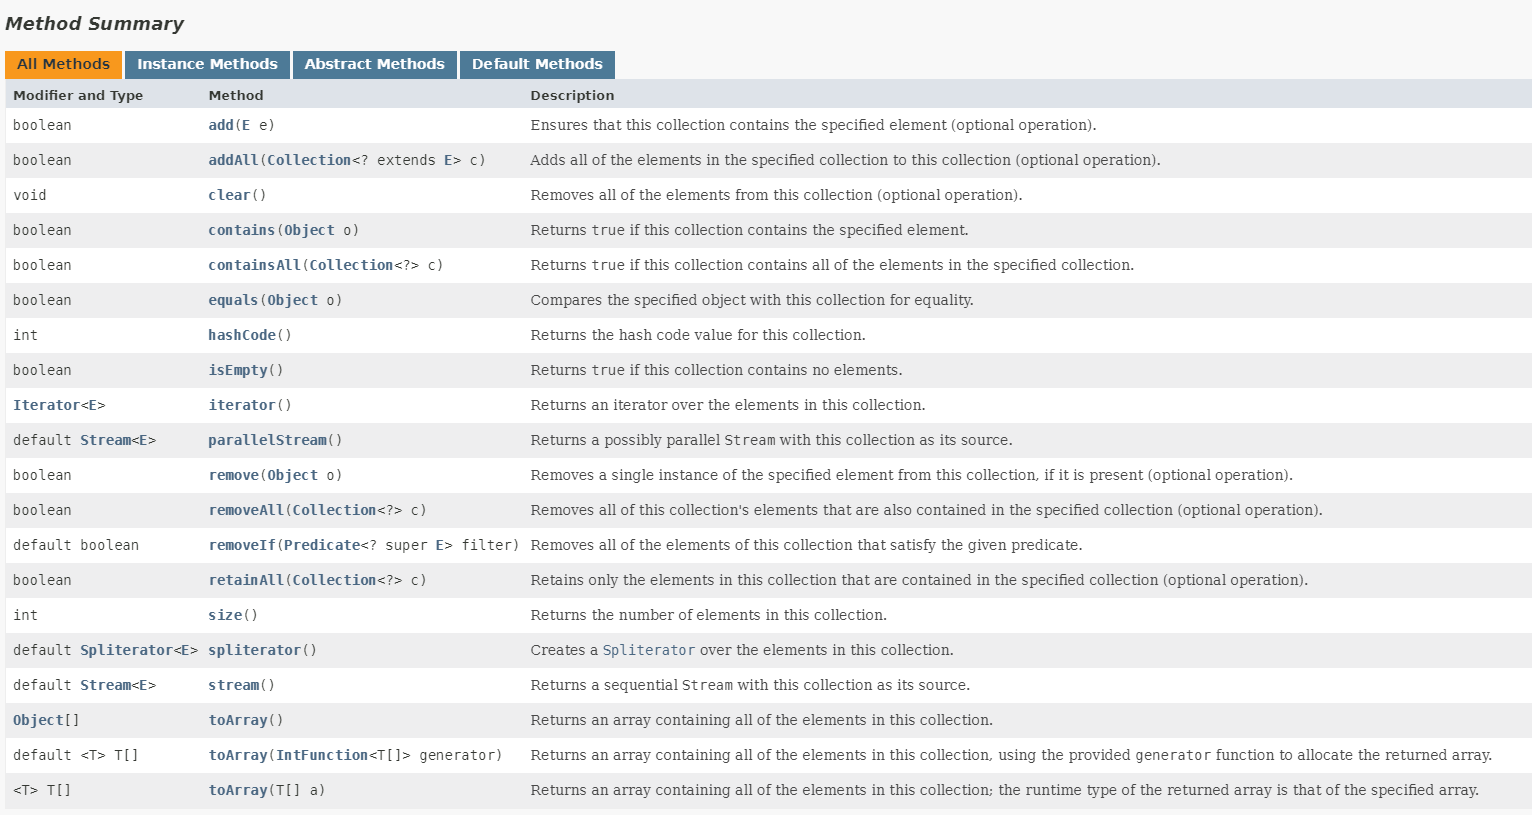 Method Summary
All Methods Instance Methods Abstract Methods Default Methods
Modifier and Type Method Description
boolean add(E e) Ensures that this collection contains the specified element (optional operation).
boolean addAll(Collection<? extends E> c) Adds all of the elements in the specified collection to this collection (optional operation).
void clear() Removes all of the elements from this collection (optional operation).
boolean contains(Object o) Returns true if this collection contains the specified element.
boolean containsAll(Collection<?> c) Returns true if this collection contains all of the elements in the specified collection.
boolean equals(Object o) Compares the specified object with this collection for equality.
int hashCode() Returns the hash code value for this collection.
boolean isEmpty() Returns true if this collection contains no elements.
Iterator<E> iterator() Returns an iterator over the elements in this collection.
default Stream<E> parallelStream() Returns a possibly parallel Stream with this collection as its source.
boolean remove(Object o) Removes a single instance of the specified element from this collection, if it is present (optional operation).
boolean removeAll(Collection<?> c) Removes all of this collection's elements that are also contained in the specified collection (optional operation).
default boolean removeIf(Predicate<? super E> filter) Removes all of the elements of this collection that satisfy the given predicate.
boolean retainAll(Collection<?> c) Retains only the elements in this collection that are contained in the specified collection (optional operation).
int size() Returns the number of elements in this collection.
default Spliterator<E> spliterator() Creates a Spliterator over the elements in this collection.
default Stream<E> stream() Returns a sequential Stream with this collection as its source.
Object[] toArray() Returns an array containing all of the elements in this collection.
default <T> T[] toArray(IntFunction<T[]> generator) Returns an array containing all of the elements in this collection, using the provided generator function to allocate the returned array.
<T> T[] toArray(T[] a) Returns an array containing all of the elements in this collection; the runtime type of the returned array is that of the specified array.